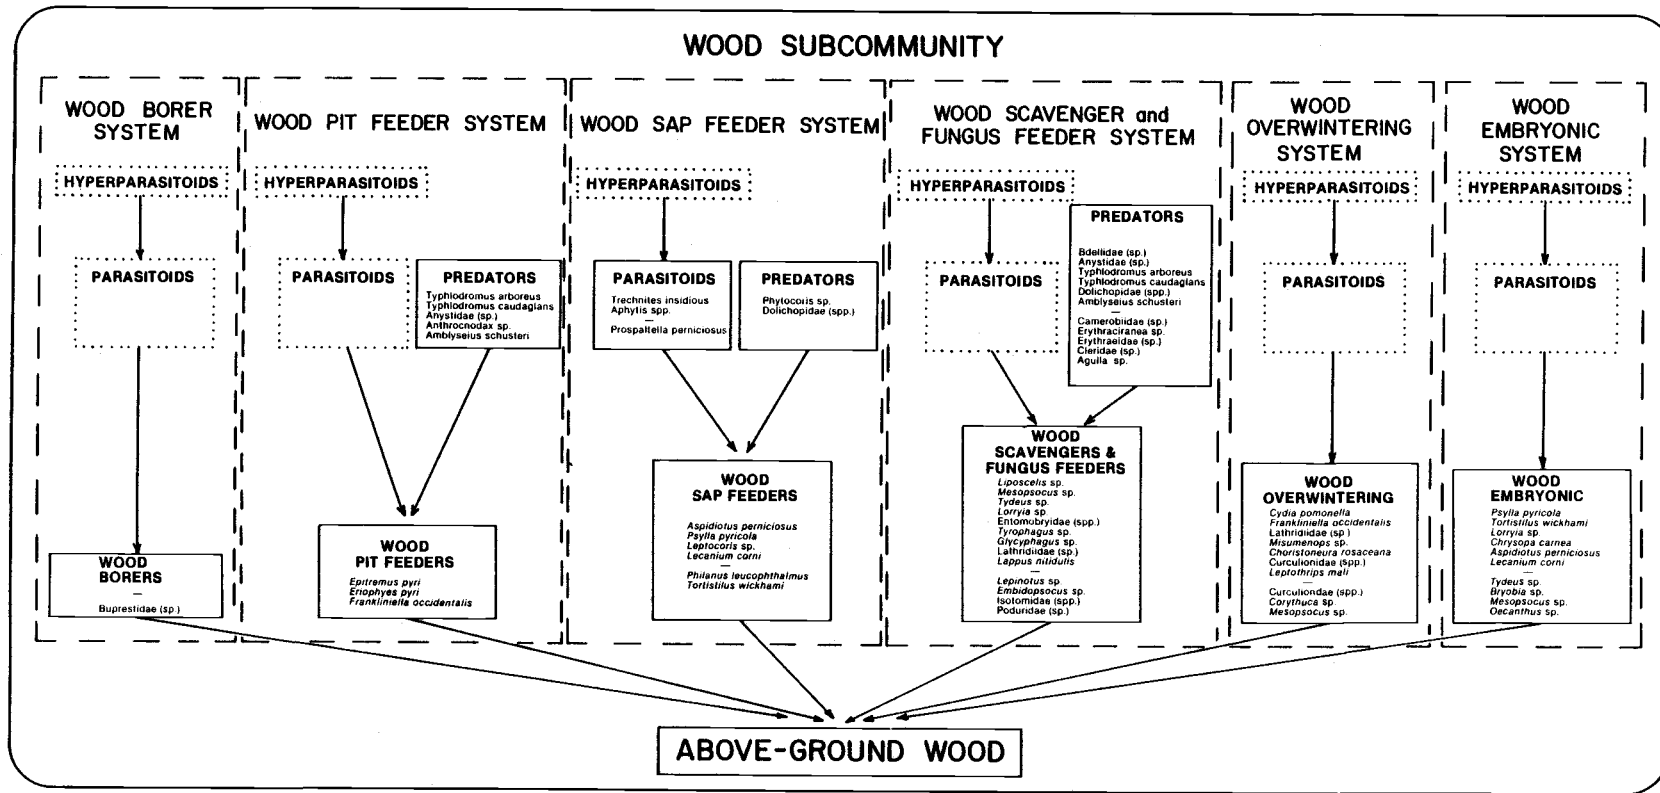 WOOD SUBCOMMUNITY
WOOD BORER
SYSTEM
HYPERPARASITOIDS
PARASITOIDS
WOOD
BORERS
—
Buprestidae (sp.)
WOOD PIT FEEDER SYSTEM
HYPERPARASITOIDS
PARASITOIDS
PREDATORS
Typhlodromus arboreus
Typhlodromus caudaglans
Anystidae (sp.)
Anthrocnodax sp.
Amblyseius schusteri
WOOD
PIT FEEDERS
Epitremus pyri
Eriophyes pyri
Frankliniella occidentalis
WOOD SAP FEEDER SYSTEM
HYPERPARASITOIDS
PARASITOIDS
Trechnites insidious
Aphytis spp.
—
Prospaltella perniciosus
PREDATORS
Phytocoris sp.
Dolichopidae (spp.)
WOOD
SAP FEEDERS
Aspidiotus perniciosus
Psylla pyricola
Leptocoris sp.
Lecanium corni
—
Philanus leucophthalmus
Tortistilus wickhami
WOOD SCAVENGER and
FUNGUS FEEDER SYSTEM
HYPERPARASITOIDS
PARASITOIDS
PREDATORS
Bdellidae (sp.)
Anystidae (sp.)
Typhlodromus arboreus
Typhlodromus caudaglans
Dolichopidae (spp.)
Amblyseius schusteri
—
Camerobiidae (sp.)
Erythraciranea sp.
Erythraeidae (sp.)
Cleridae (sp.)
Agulla sp.
WOOD
SCAVENGERS &
FUNGUS FEEDERS
Liposcelis sp.
Mesopsocus sp.
Tydeus sp.
Lorryia sp.
Entomobryidae (spp.)
Tyrophagus sp.
Glycyphagus sp.
Lathridiidae (sp.)
Lappus nitidulis
—
Lepinotus sp.
Embidopsocus sp.
Isotomidae (spp.)
Poduridae (sp.)
WOOD
OVERWINTERING
SYSTEM
HYPERPARASITOIDS
PARASITOIDS
WOOD
OVERWINTERING
Cydia pomonella
Frankliniella occidentalis
Lathridiidae (sp.)
Misumenops sp.
Choristoneura rosaceana
Curculionidae (spp.)
Leptothrips mali
—
Curculiondae (spp.)
Corythuca sp.
Mesopsocus sp.
WOOD
EMBRYONIC
SYSTEM
HYPERPARASITOIDS
PARASITOIDS
WOOD
EMBRYONIC
Psylla pyricola
Tortistilus wickhami
Lorryia sp.
Chrysopa carnea
Aspidiotus perniciosus
Lecanium corni
—
Tydeus sp.
Bryobia sp.
Mesopsocus sp.
Oecanthus sp.
ABOVE-GROUND WOOD